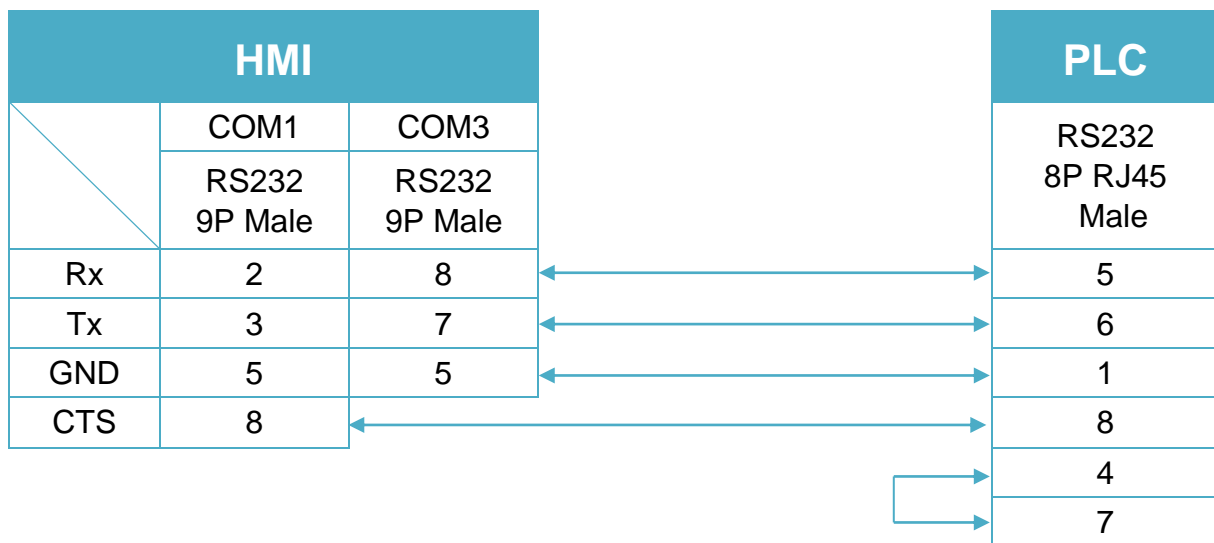 HMI PLC
COM1 COM3
RS232
9P Male
RS232
9P Male
RS232
8P RJ45
Male
Rx 2 8 5
Tx 3 7 6
GND 5 5 1
CTS 8 8
4
7